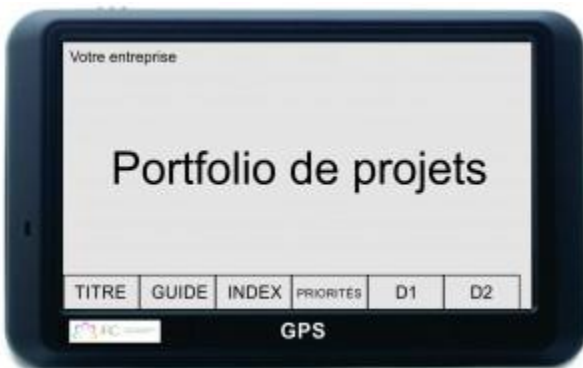 Votre entreprise
Portfolio de projets
TITRE GUIDE INDEX PRIORITÉS D1 D2
GPS